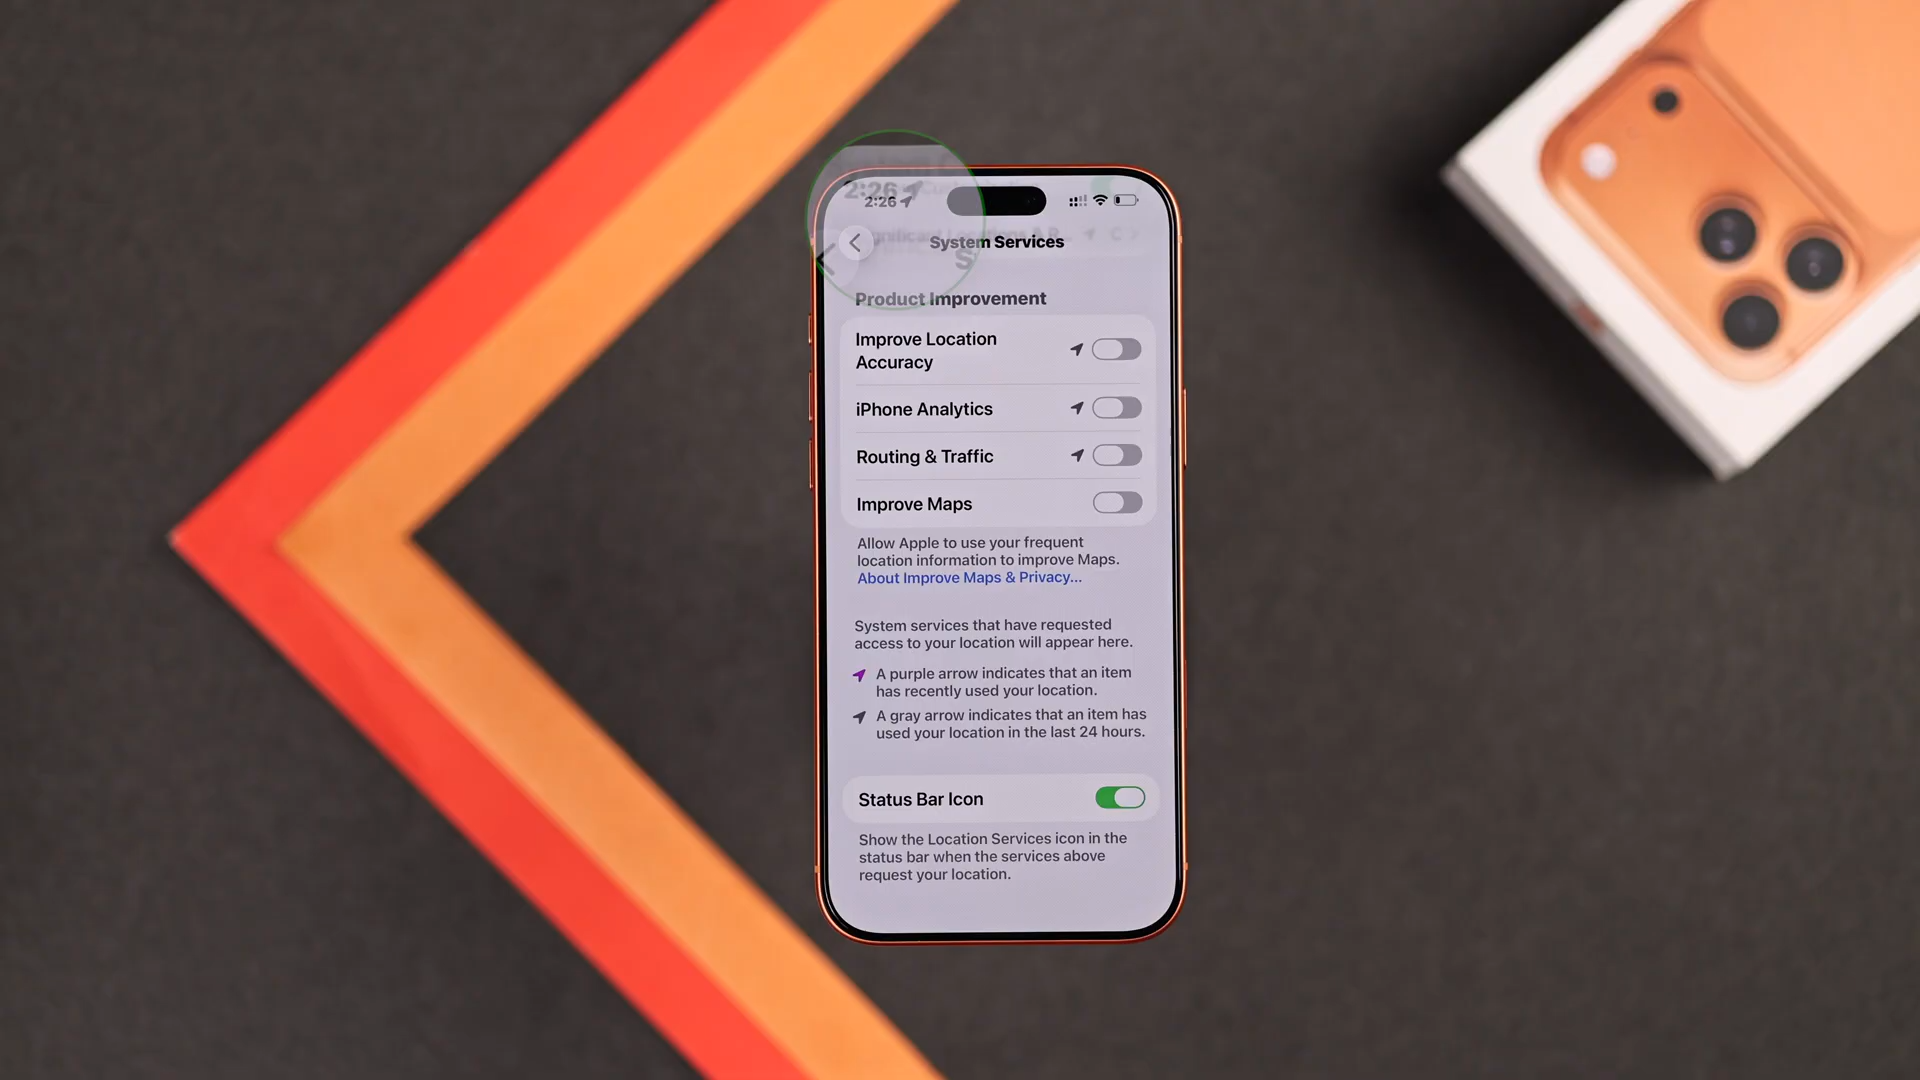 2:26
2:26
System Services
S
Product Improvement
Improve Location
Accuracy
iPhone Analytics
Routing & Traffic
Improve Maps
Allow Apple to use your frequent
location information to improve Maps.
About Improve Maps & Privacy...
System services that have requested
access to your location will appear here.
A purple arrow indicates that an item
has recently used your location.
A gray arrow indicates that an item has
used your location in the last 24 hours.
Status Bar Icon
Show the Location Services icon in the
status bar when the services above
request your location.